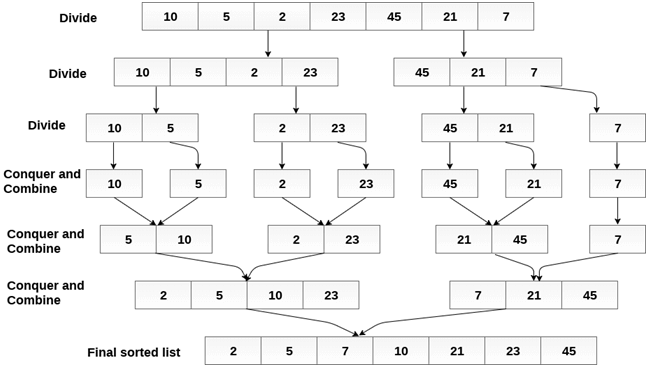 Divide 10 5 2 23 45 21 7
Divide 10 5 2 23 45 21 7
Divide 10 5 2 23 45 21 7
Conquer and
Combine 10 5 2 23 45 21 7
Conquer and
Combine 5 10 2 23 21 45 7
Conquer and
Combine 2 5 10 23 7 21 45
Final sorted list 2 5 7 10 21 23 45